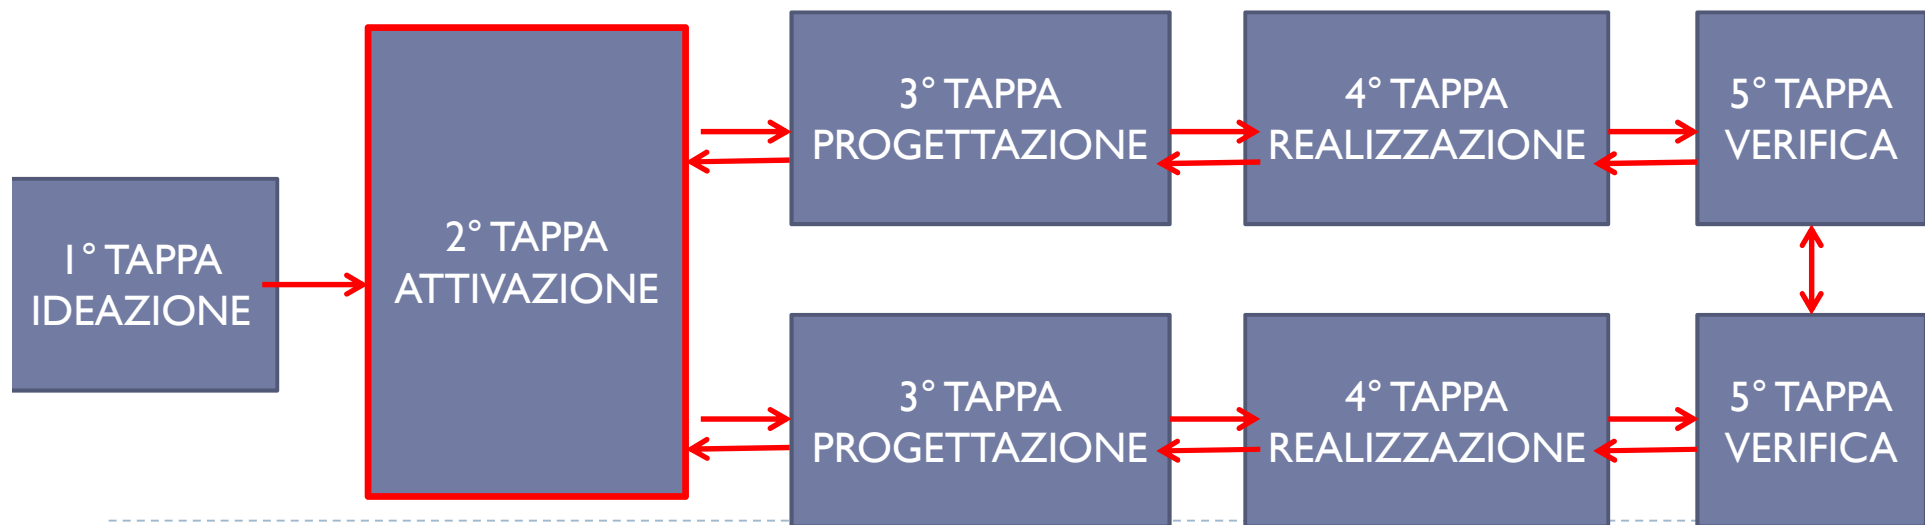 1° TAPPA
IDEAZIONE
2° TAPPA
ATTIVAZIONE
3° TAPPA
PROGETTAZIONE
4° TAPPA
REALIZZAZIONE
5° TAPPA
VERIFICA
3° TAPPA
PROGETTAZIONE
4° TAPPA
REALIZZAZIONE
5° TAPPA
VERIFICA